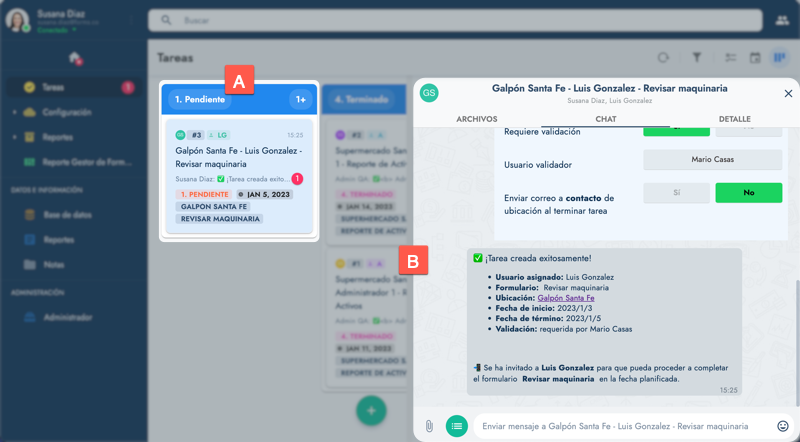 Susana Diaz
Conectado
Buscar
Tareas
1
Configuración
Reportes
Reporte Gestor de Form...
DATOS E INFORMACIÓN
Base de datos
Reportes
Notas
ADMINISTRACIÓN
Administrador
Tareas
A
1. Pendiente
1+
GS
#3
LG
15:25
Galpón Santa Fe - Luis Gonzalez -
Revisar maquinaria
Susana Díaz: ✅ ¡Tarea creada exito...
1
1. PENDIENTE
JAN 5, 2023
GALPON SANTA FE
REVISAR MAQUINARIA
4. Terminado
#3
A
Supermercado Sa
1 - Reporte de Activ
Admin QA:
4. TERMINADO
JAN 14, 2023
SUPERMERCADO S
REPORTE DE ACTIV
#1
A
Supermercado Sa
Administrador 1 - R
Activos
Admin QA:
4. TERMINADO
JAN 11, 2023
SUPERMERCADO S
REPORTE DE ACTIV
GS
Galpón Santa Fe - Luis Gonzalez - Revisar maquinaria
Susana Diaz, Luis Gonzalez
ARCHIVOS
CHAT
DETALLE
Requiere validación
Usuario validador
Mario Casas
Enviar correo a contacto de
ubicación al terminar tarea
Sí
No
B
✅ ¡Tarea creada exitosamente!
• Usuario asignado: Luis Gonzalez
• Formulario: Revisar maquinaria
• Ubicación: Galpón Santa Fe
• Fecha de inicio: 2023/1/3
• Fecha de término: 2023/1/5
• Validación: requerida por Mario Casas
📲 Se ha invitado a Luis Gonzalez para que pueda proceder a completar
el formulario Revisar maquinaria en la fecha planificada.
15:25
Enviar mensaje a Galpón Santa Fe - Luis Gonzalez - Revisar maquinaria